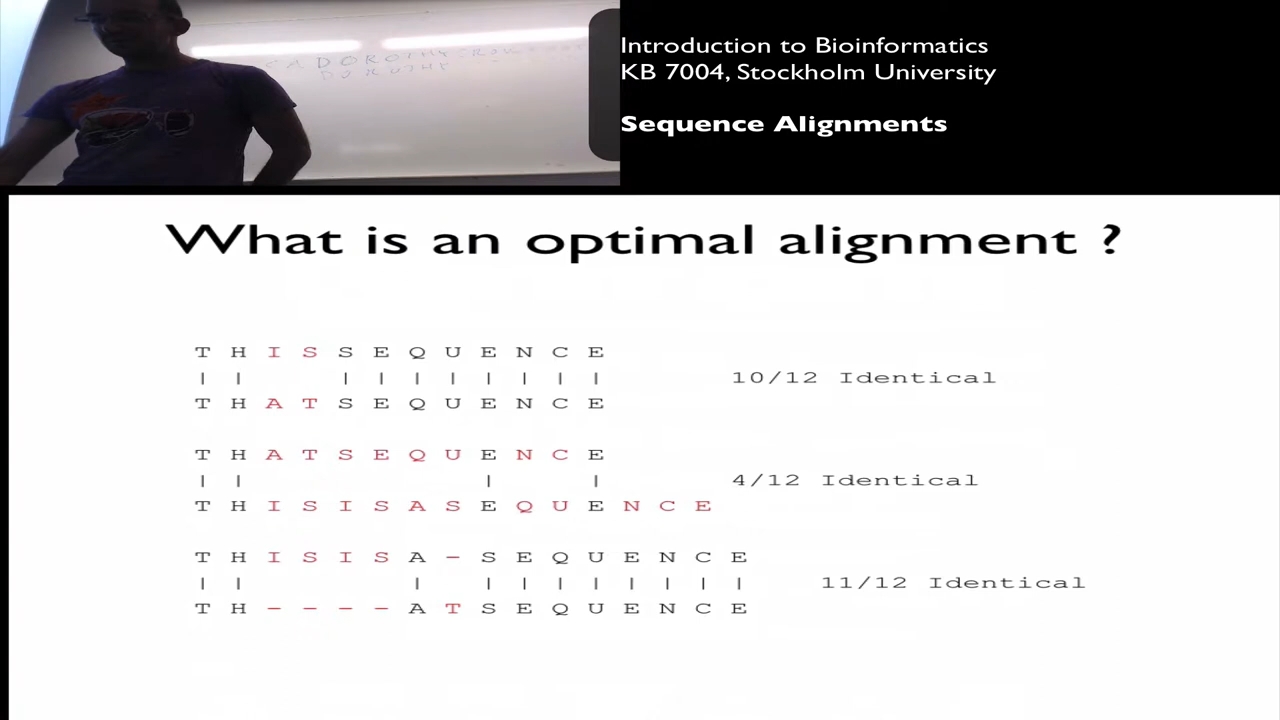 Introduction to Bioinformatics
KB 7004, Stockholm University
Sequence Alignments
What is an optimal alignment ?
T H I S S E Q U E N C E
| | | | | | | | | | 10/12 Identical
T H A T S E Q U E N C E
T H A T S E Q U E N C E
| | | | 4/12 Identical
T H I S I S A S E Q U E N C E
T H I S I S A - S E Q U E N C E
| | | | | | | | | | | 11/12 Identical
T H - - - - A T S E Q U E N C E